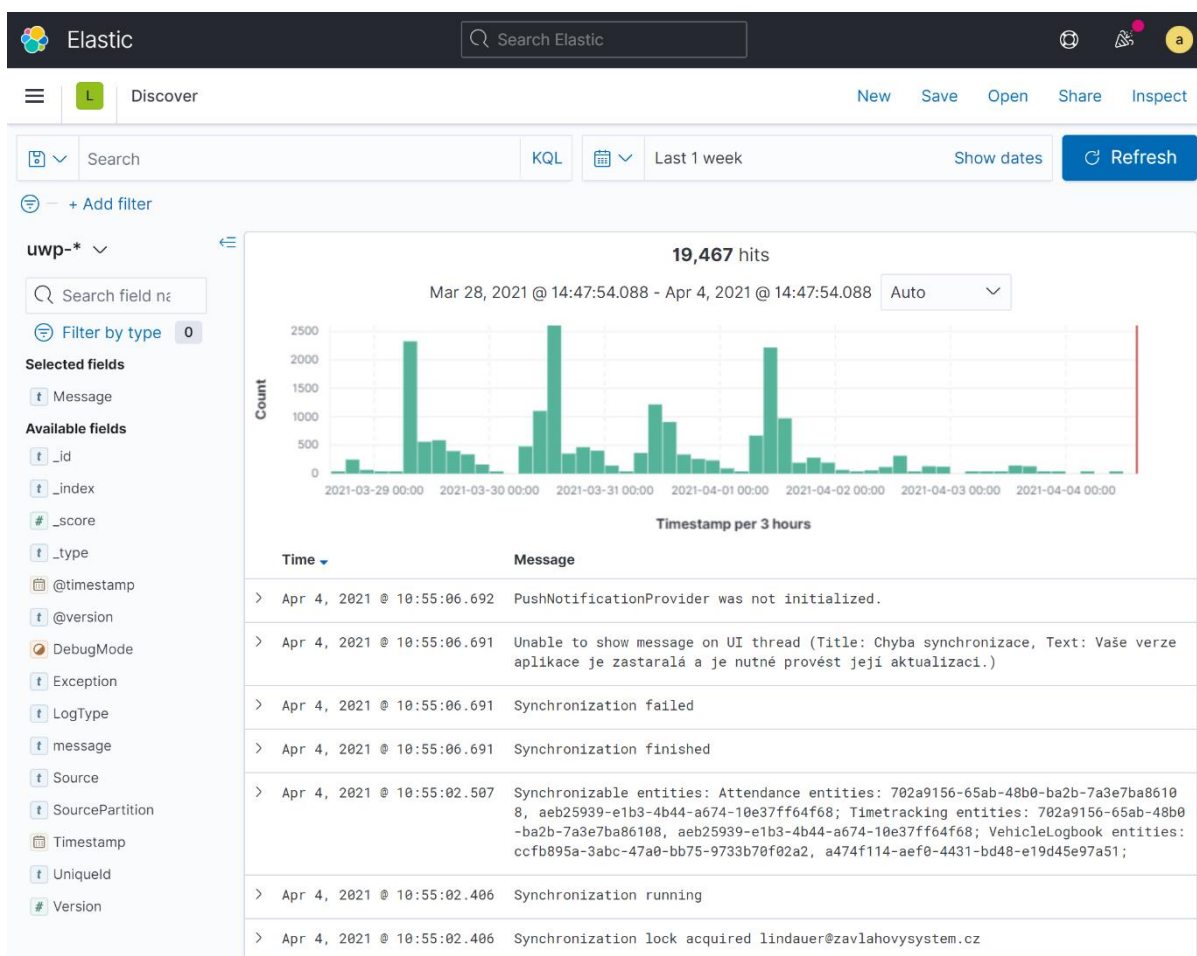 Elastic
Search Elastic
a
L
Discover
New Save Open Share Inspect
Search
KQL
Last 1 week
Show dates
Refresh
+ Add filter
uwp-*
Search field na
Filter by type 0
Selected fields
t Message
Available fields
t _id
t _index
# _score
t _type
@timestamp
t @version
DebugMode
t Exception
t LogType
t message
t Source
t SourcePartition
Timestamp
t UniqueId
# Version
19,467 hits
Mar 28, 2021 @ 14:47:54.088 - Apr 4, 2021 @ 14:47:54.088 Auto
Count
2500
2000
1500
1000
500
0
2021-03-29 00:00 2021-03-30 00:00 2021-03-31 00:00 2021-04-01 00:00 2021-04-02 00:00 2021-04-03 00:00 2021-04-04 00:00
Timestamp per 3 hours
Time Message
> Apr 4, 2021 @ 10:55:06.692 PushNotificationProvider was not initialized.
> Apr 4, 2021 @ 10:55:06.691 Unable to show message on UI thread (Title: Chyba synchronizace, Text: Vaše verze
aplikace je zastaralá a je nutné provést její aktualizaci.)
> Apr 4, 2021 @ 10:55:06.691 Synchronization failed
> Apr 4, 2021 @ 10:55:06.691 Synchronization finished
> Apr 4, 2021 @ 10:55:02.507 Synchronizable entities: Attendance entities: 702a9156-65ab-48b0-ba2b-7a3e7ba8610
8, aeb25939-e1b3-4b44-a674-10e37ff64f68; Timetracking entities: 702a9156-65ab-48b0
-ba2b-7a3e7ba86108, aeb25939-e1b3-4b44-a674-10e37ff64f68; VehicleLogbook entities:
ccfb895a-3abc-47a0-bb75-9733b70f02a2, a474f114-aef0-4431-bd48-e19d45e97a51;
> Apr 4, 2021 @ 10:55:02.406 Synchronization running
> Apr 4, 2021 @ 10:55:02.406 Synchronization lock acquired lindauer@zavlahovysystem.cz